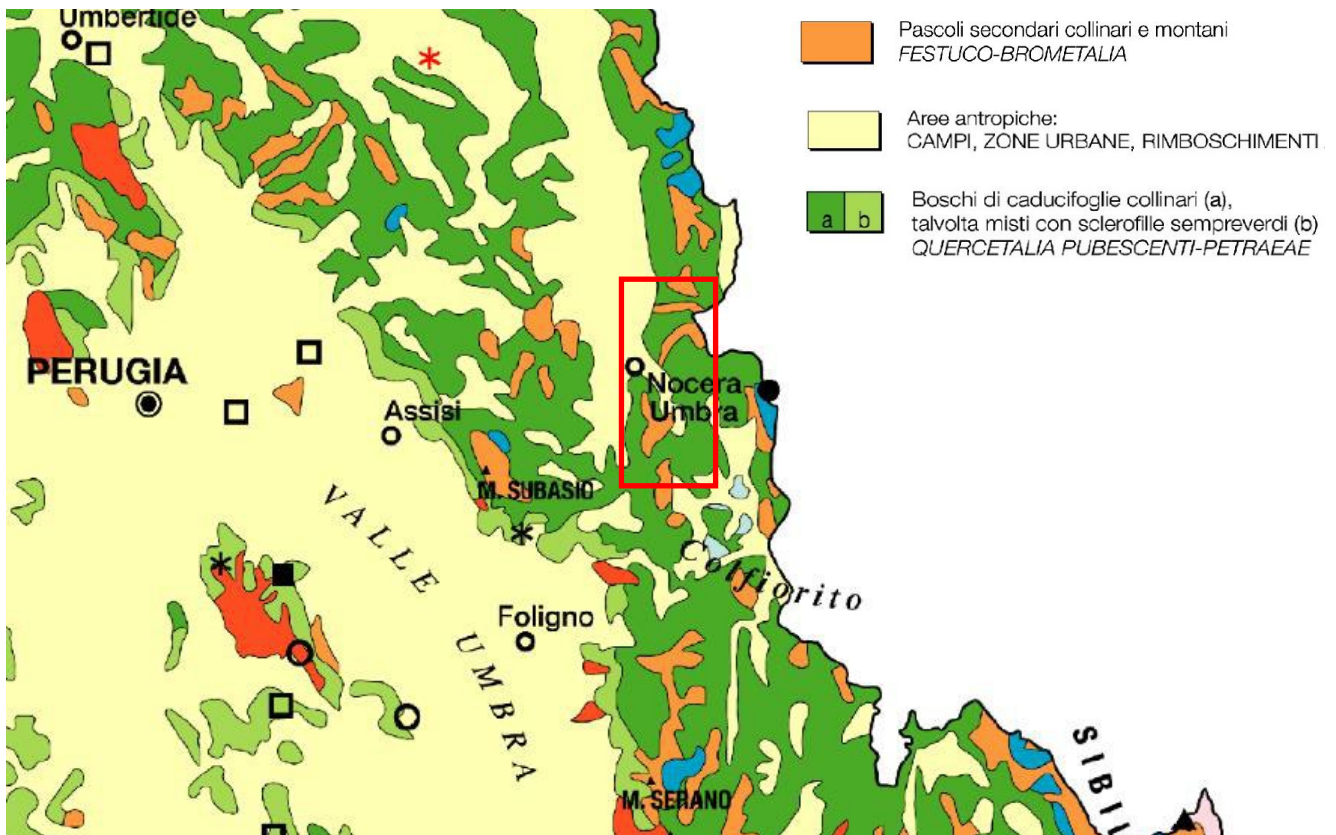 Umbertide
PERUGIA
Assisi
Nocera
Umbra
M. SUBASIO
VALLE
UMBRA
Colfiorito
Foligno
M. SERANO
SIBIL
Pascoli secondari collinari e montani
FESTUCO-BROMETALIA
Aree antropiche:
CAMPI, ZONE URBANE, RIMBOSCHIMENTI
a b
Boschi di caducifoglie collinari (a),
talvolta misti con sclerofille sempreverdi (b)
QUERCETALIA PUBESCENTI-PETRAEAE